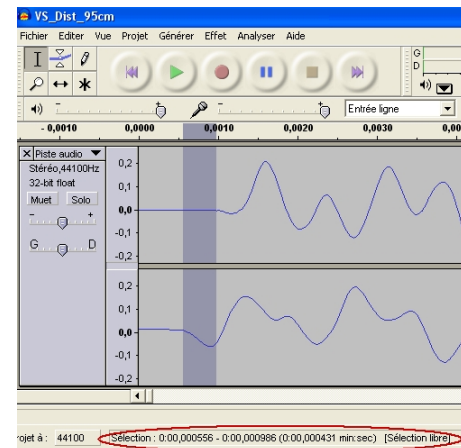 VS_Dist_95cm
Fichier Editer Vue Projet Générer Effet Analyser Aide
G
D
Entrée ligne
- 0,0010 0,0000 0,0010 0,0020 0,0030 0,00
X Piste audio
Stéréo,44100Hz
32-bit float
Muet Solo
- +
G D
0,2
0,1
0,0
-0,1
-0,2
0,2
0,1
0,0
-0,1
-0,2
rojet à : 44100 Sélection : 0:00,000556 - 0:00,000986 (0:00,000431 min:sec) [Sélection libre]